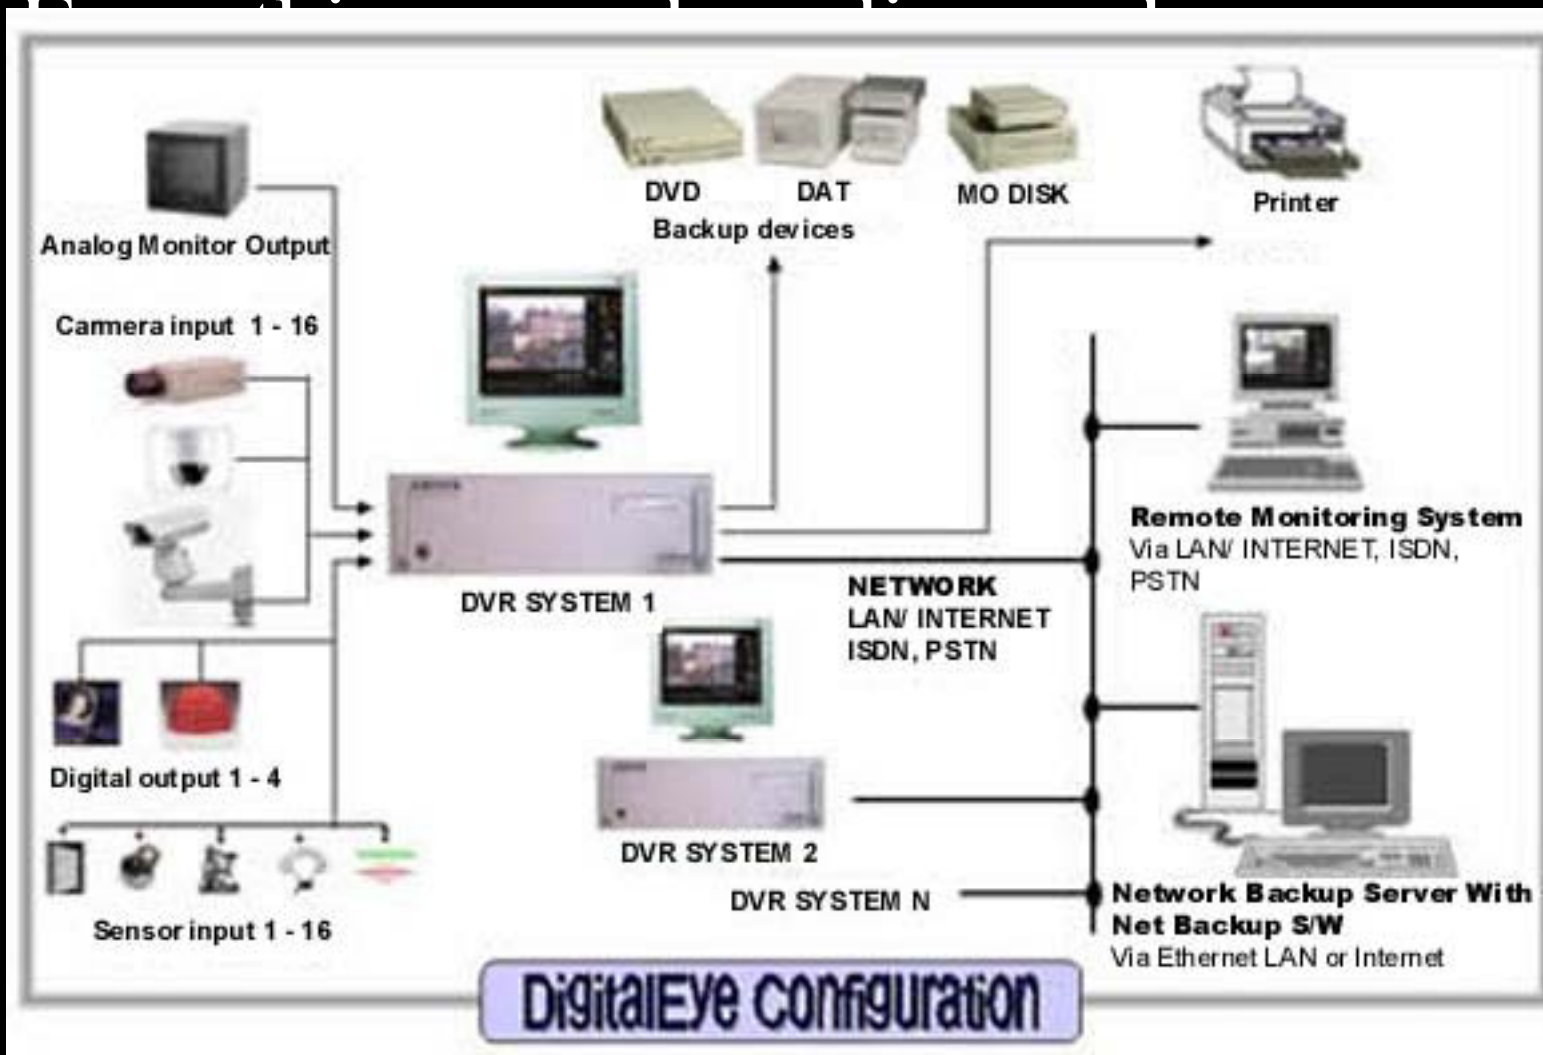 DVD
DAT
MO DISK
Backup devices
Printer
Analog Monitor Output
Carmera input 1 - 16
DVR SYSTEM 1
NETWORK
LAN/ INTERNET
ISDN, PSTN
Remote Monitoring System
Via LAN/ INTERNET, ISDN,
PSTN
Digital output 1 - 4
DVR SYSTEM 2
DVR SYSTEM N
Sensor input 1 - 16
Network Backup Server With
Net Backup S/W
Via Ethernet LAN or Internet
DigitalEye Configuration